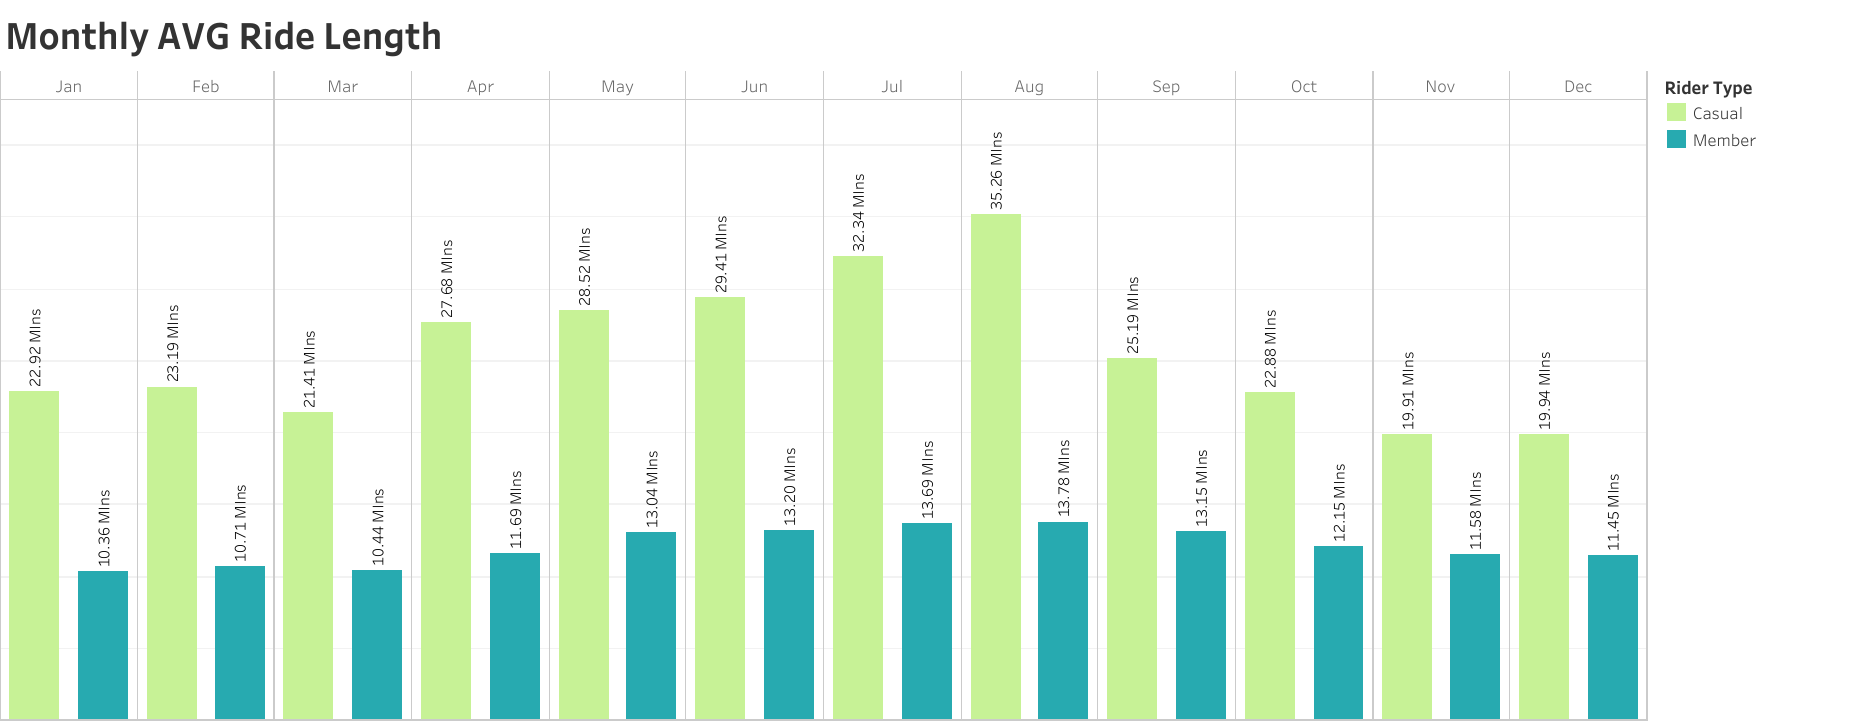 Monthly AVG Ride Length
Jan
Feb
Mar
Apr
May
Jun
Jul
Aug
Sep
Oct
Nov
Dec
Rider Type
Casual
Member
22.92 MIns
10.36 MIns
23.19 MIns
10.71 MIns
21.41 MIns
10.44 MIns
27.68 MIns
11.69 MIns
28.52 MIns
13.04 MIns
29.41 MIns
13.20 MIns
32.34 MIns
13.69 MIns
35.26 MIns
13.78 MIns
25.19 MIns
13.15 MIns
22.88 MIns
12.15 MIns
19.91 MIns
11.58 MIns
19.94 MIns
11.45 MIns